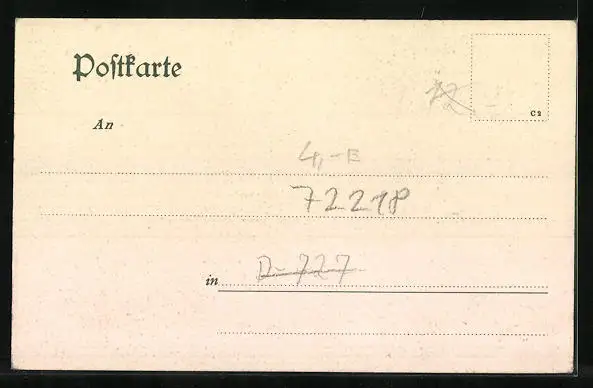 Postkarte
C2
An
4,-E
72218
in D-727